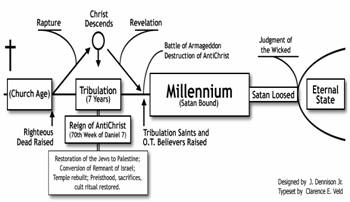 Christ
Descends
Rapture
Revelation
Battle of Armageddon
Destruction of AntiChrist
Judgment of
the Wicked
(Church Age)
Tribulation
(7 Years)
Millennium
(Satan Bound)
Satan Loosed
Eternal
State
Righteous
Dead Raised
Reign of AntiChrist
(70th Week of Daniel 7)
Tribulation Saints and
O.T. Believers Raised
Restoration of the Jews to Palestine;
Conversion of Remnant of Israel;
Temple rebuilt; Preisthood, sacrifices,
cult ritual restored.
Designed by J. Dennison Jr.
Typeset by Clarence E. Veld